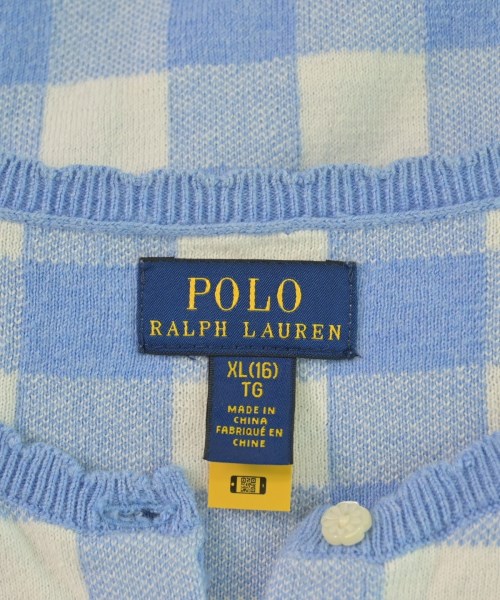 POLO
RALPH LAUREN
XL(16)
TG
MADE IN
CHINA
FABRIQUÉ EN
CHINE